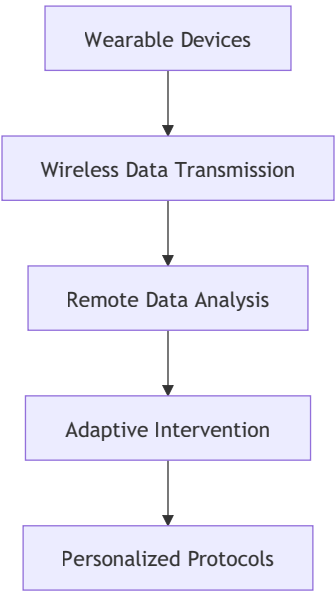 Wearable Devices
Wireless Data Transmission
Remote Data Analysis
Adaptive Intervention
Personalized Protocols